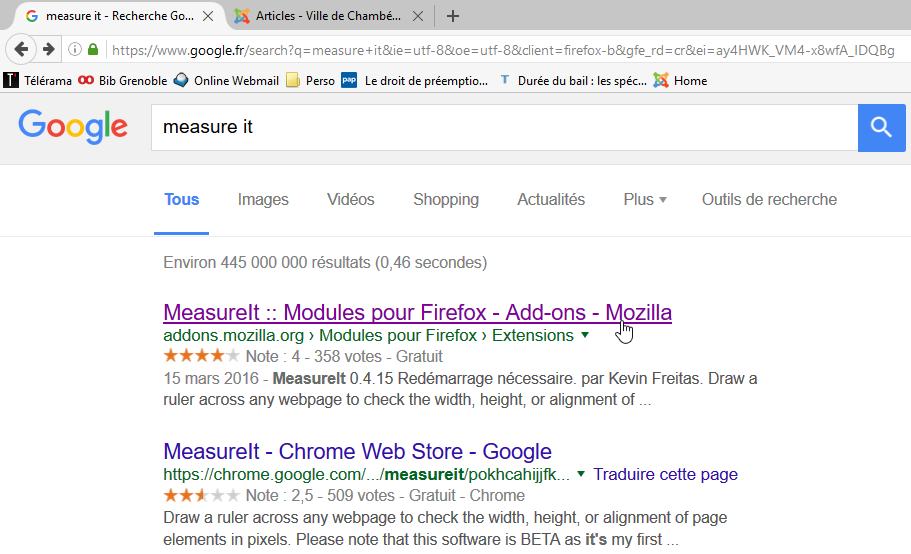 measure it - Recherche Go...
Articles - Ville de Chambé...
https://www.google.fr/search?q=measure+it&ie=utf-8&oe=utf-8&client=firefox-b&gfe_rd=cr&ei=ay4HWK_VM4-x8wfA_IDQBg
Télérama Bib Grenoble Online Webmail Perso pap Le droit de préemptio... T Durée du bail : les spéc... Home
Google
measure it
Tous Images Vidéos Shopping Actualités Plus Outils de recherche
Environ 445 000 000 résultats (0,46 secondes)
MeasureIt :: Modules pour Firefox - Add-ons - Mozilla
addons.mozilla.org › Modules pour Firefox › Extensions
Note : 4 - 358 votes - Gratuit
15 mars 2016 - MeasureIt 0.4.15 Redémarrage nécessaire. par Kevin Freitas. Draw a
ruler across any webpage to check the width, height, or alignment of ...
MeasureIt - Chrome Web Store - Google
https://chrome.google.com/.../measureit/pokhcahijjfk... Traduire cette page
Note : 2,5 - 509 votes - Gratuit - Chrome
Draw a ruler across any webpage to check the width, height, or alignment of page
elements in pixels. Please note that this software is BETA as it's my first ...